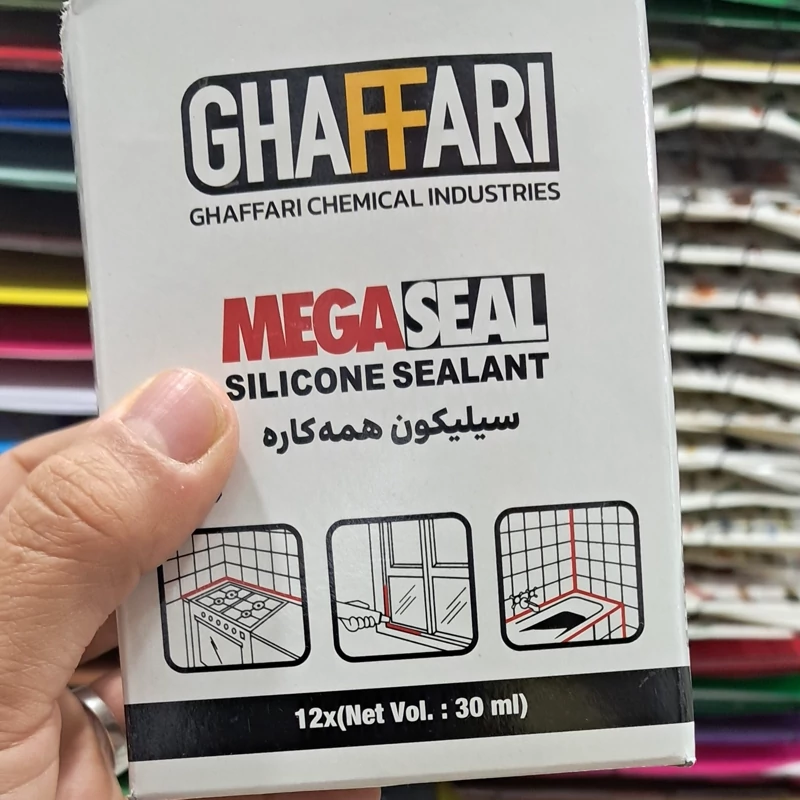 GHAFFARI
GHAFFARI CHEMICAL INDUSTRIES
MEGASEAL
SILICONE SEALANT
سیلیکون همه‌کاره
12x(Net Vol. : 30 ml)